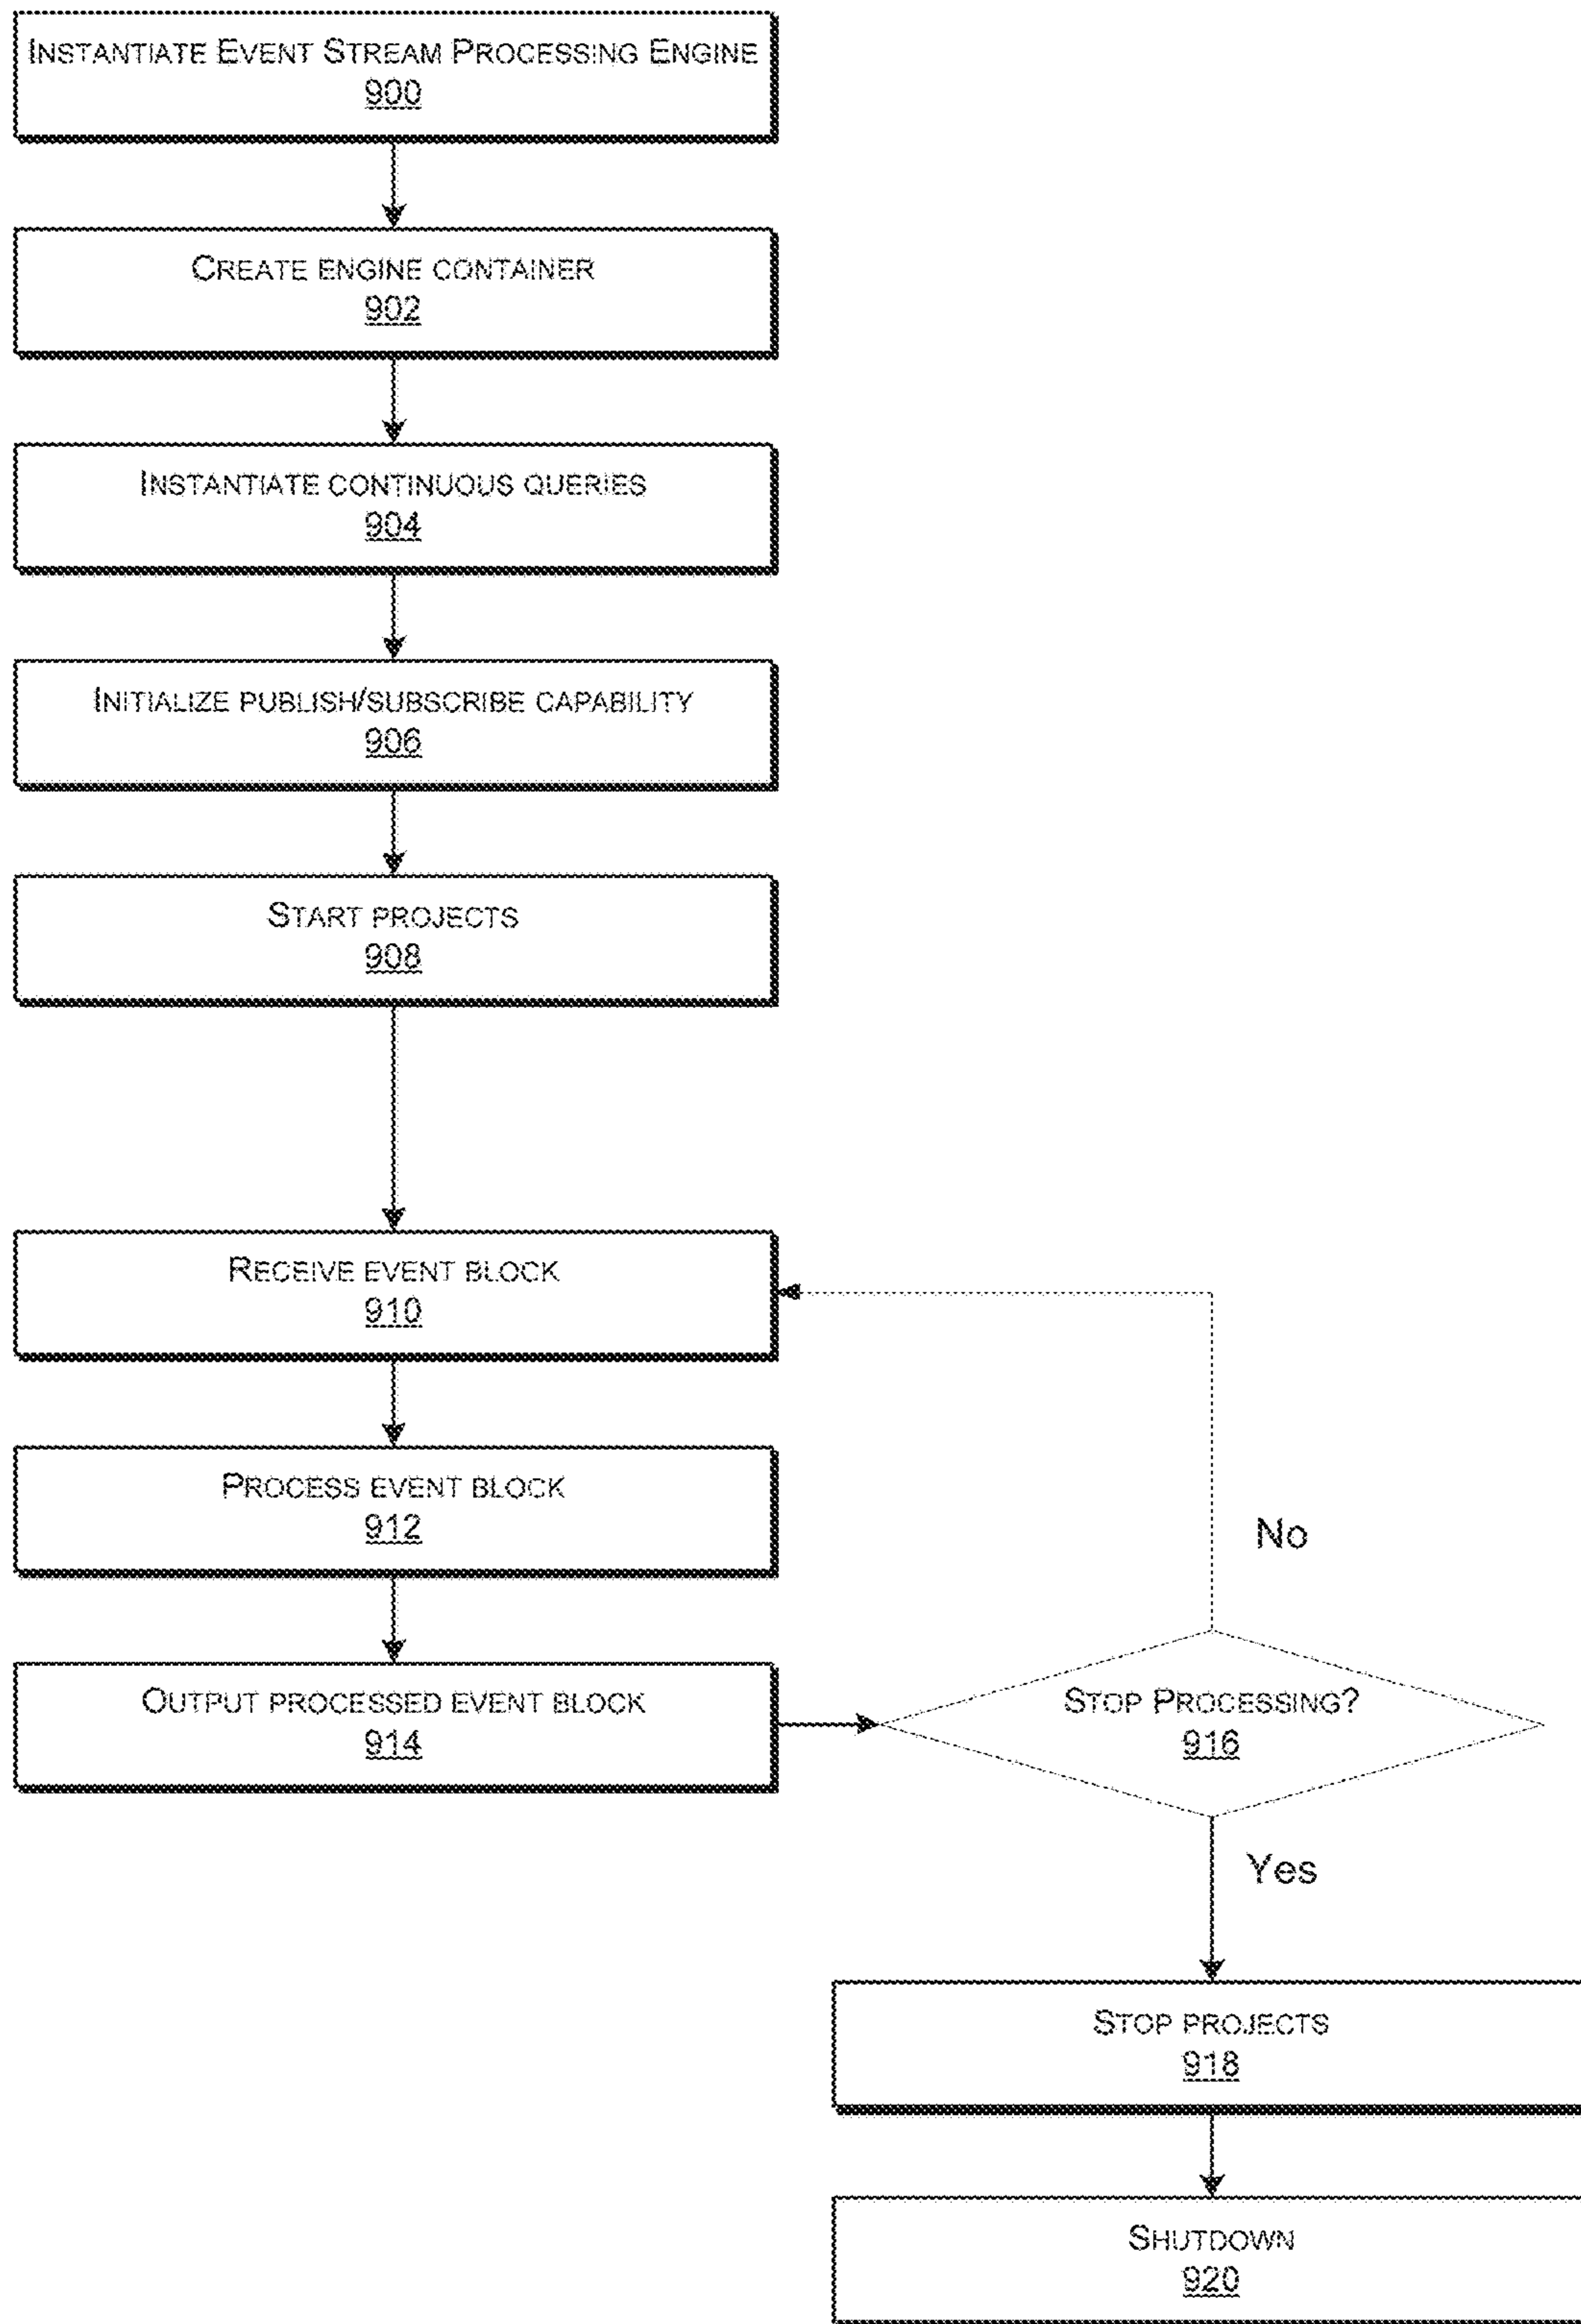 INSTANTIATE EVENT STREAM PROCESSING ENGINE
900
CREATE ENGINE CONTAINER
902
INSTANTIATE CONTINUOUS QUERIES
904
INITIALIZE PUBLISH/SUBSCRIBE CAPABILITY
906
START PROJECTS
908
RECEIVE EVENT BLOCK
910
PROCESS EVENT BLOCK
912
No
OUTPUT PROCESSED EVENT BLOCK
914
STOP PROCESSING?
916
Yes
STOP PROJECTS
918
SHUTDOWN
920